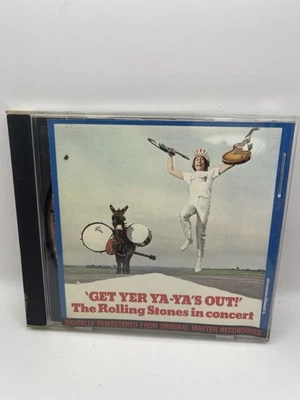 'GET YER YA-YA'S OUT!'
The Rolling Stones in concert
DIGITALLY REMASTERED FROM ORIGINAL MASTER RECORDINGS